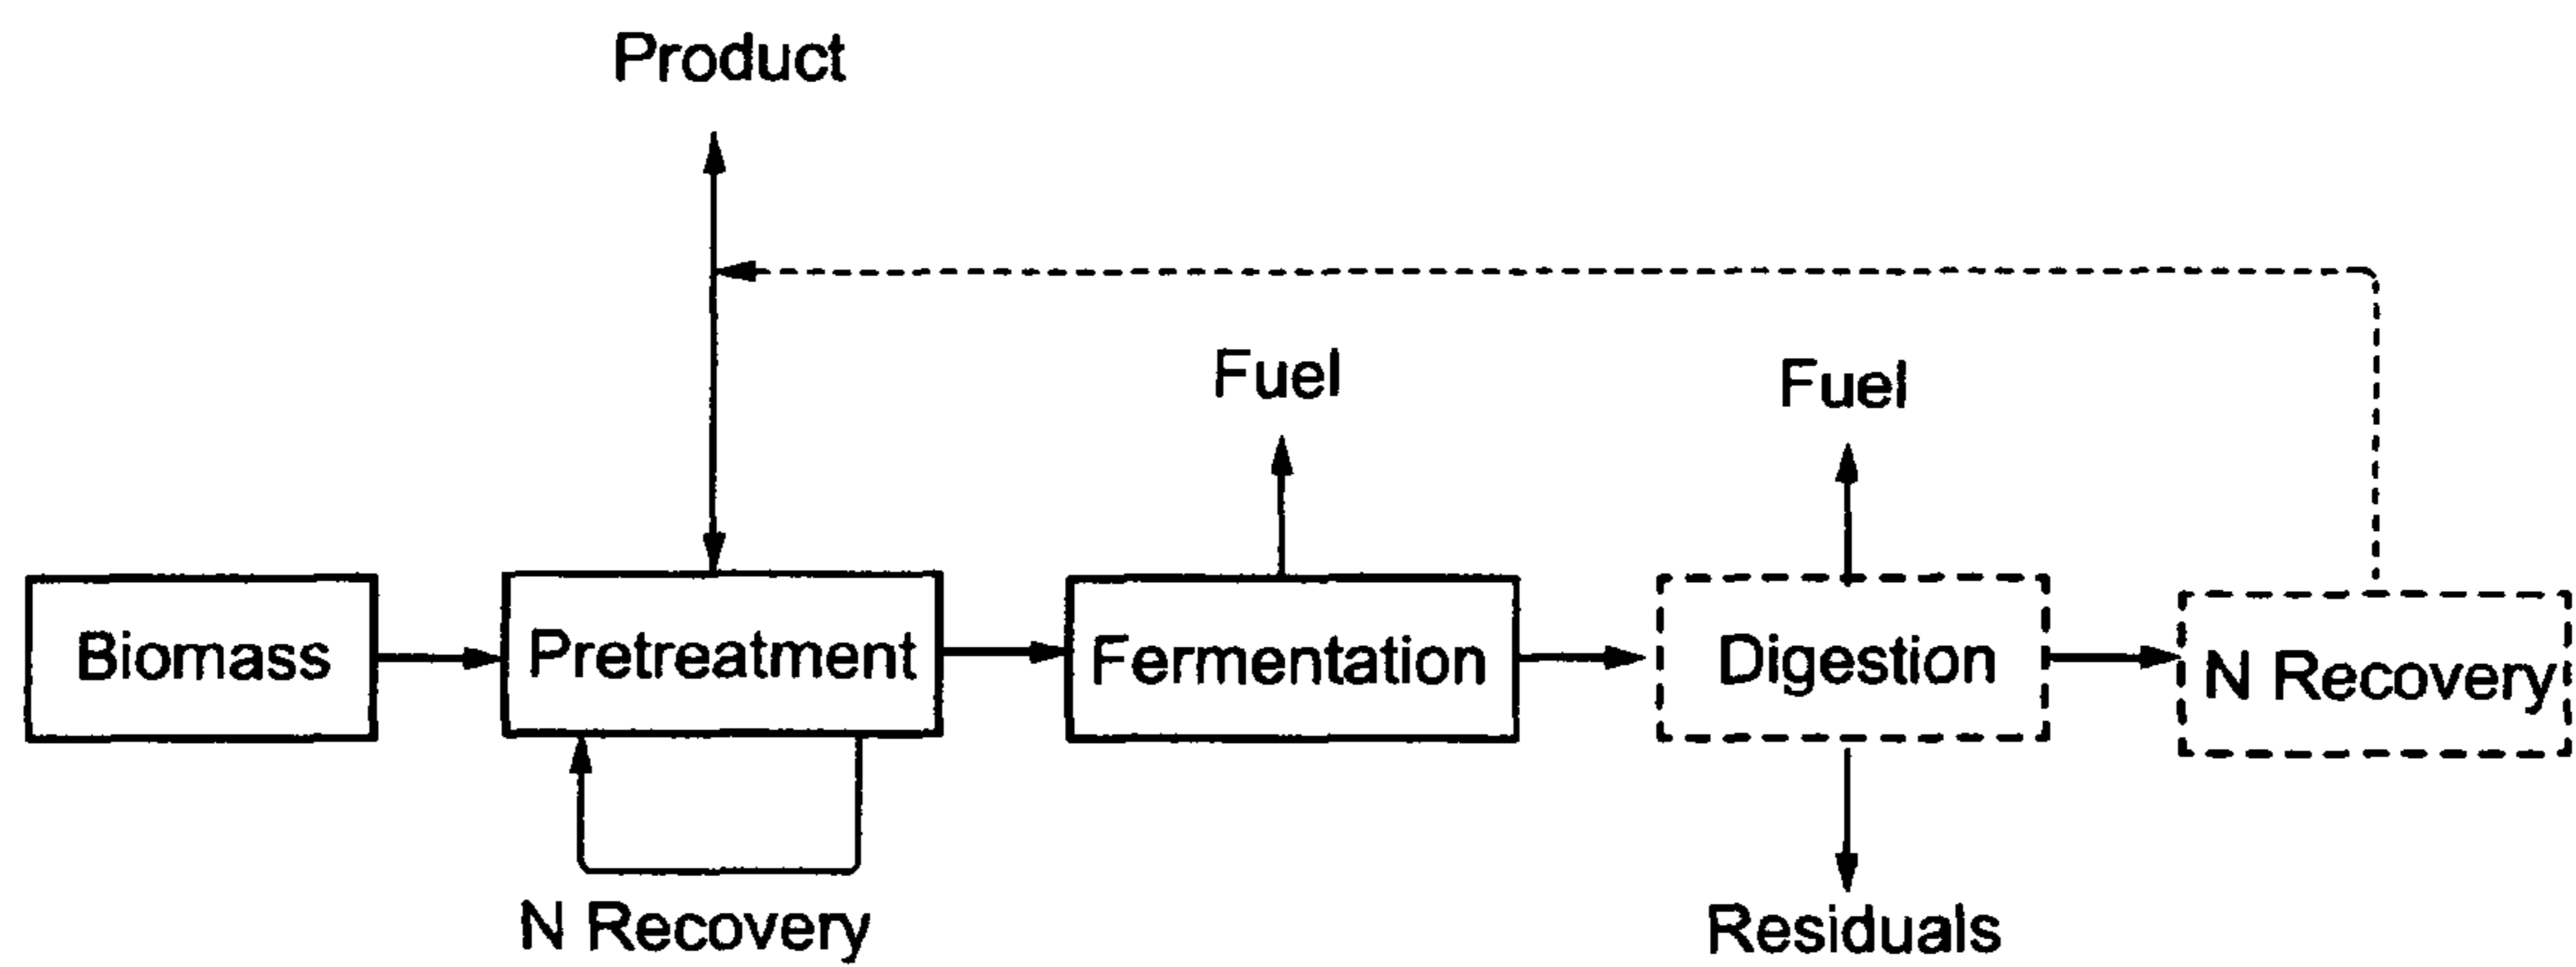 Product
Fuel
Fuel
Biomass
Pretreatment
Fermentation
Digestion
N Recovery
N Recovery
Residuals